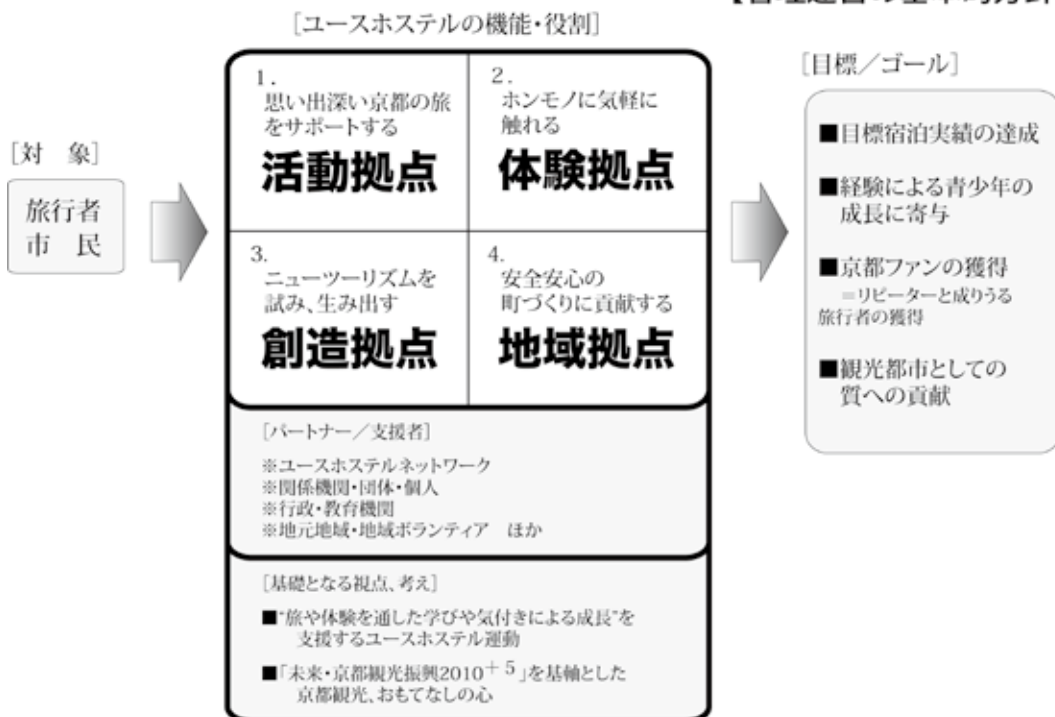 [ユースホステルの機能・役割]
[対　象]
旅行者
市　民
1.
思い出深い京都の旅
をサポートする
活動拠点
2.
ホンモノに気軽に
触れる
体験拠点
3.
ニューツーリズムを
試み、生み出す
創造拠点
4.
安全安心の
町づくりに貢献する
地域拠点
[パートナー／支援者]
※ユースホステルネットワーク
※関係機関・団体・個人
※行政・教育機関
※地元地域・地域ボランティア　ほか
[基礎となる視点、考え]
■“旅や体験を通した学びや気付きによる成長”を
支援するユースホステル運動
■「未来・京都観光振興2010＋5」を基軸とした
京都観光、おもてなしの心
[目標／ゴール]
■目標宿泊実績の達成
■経験による青少年の
成長に寄与
■京都ファンの獲得
＝リピーターと成りうる
旅行者の獲得
■観光都市としての
質への貢献